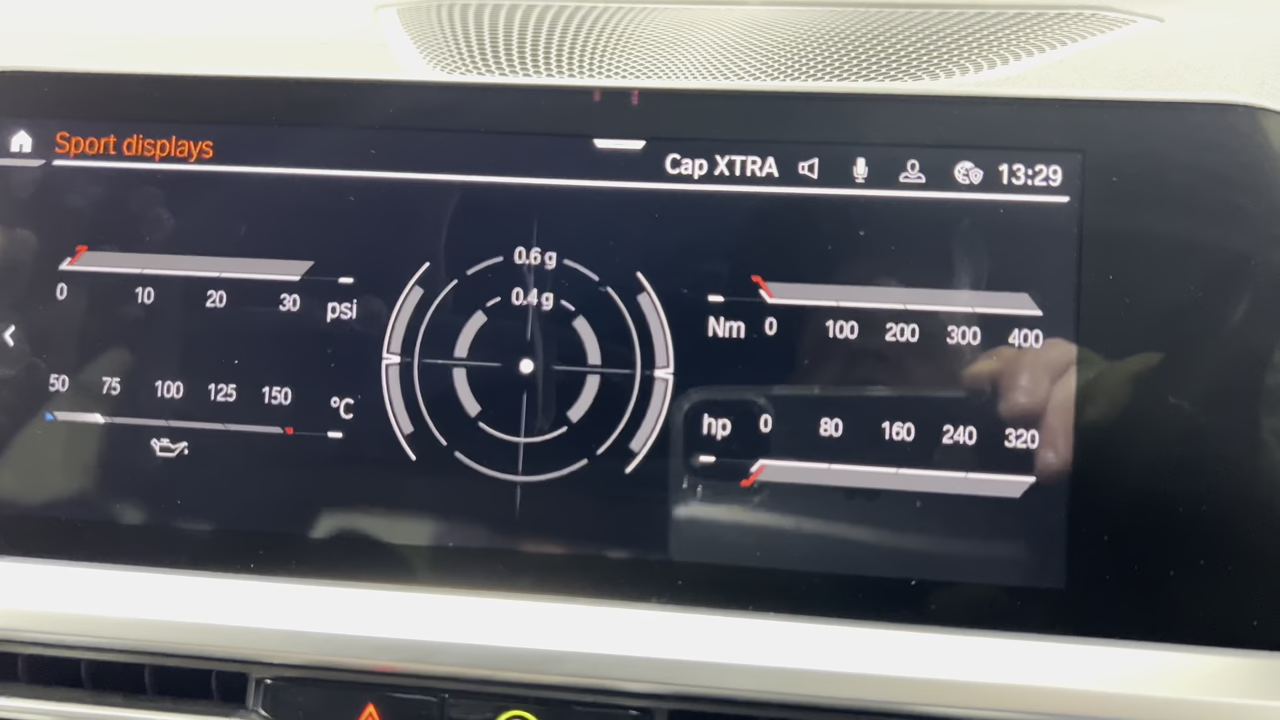 Sport displays
Cap XTRA 13:29
0 10 20 30 psi
50 75 100 125 150 °C
0.6 g
0.4 g
Nm 0 100 200 300 400
hp 0 80 160 240 320